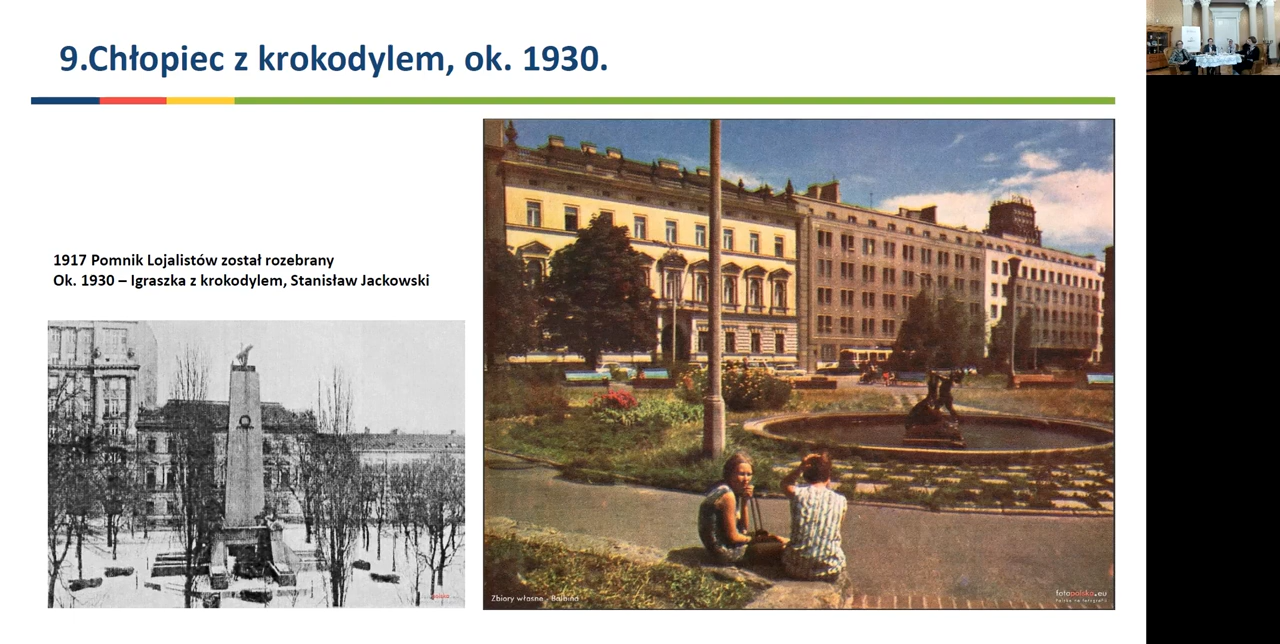 9.Chłopiec z krokodylem, ok. 1930.
1917 Pomnik Lojalistów został rozebrany
Ok. 1930 – Igraszka z krokodylem, Stanisław Jackowski
Zbiory własne - Balbina
fotopolska.eu
Polska na fotografii